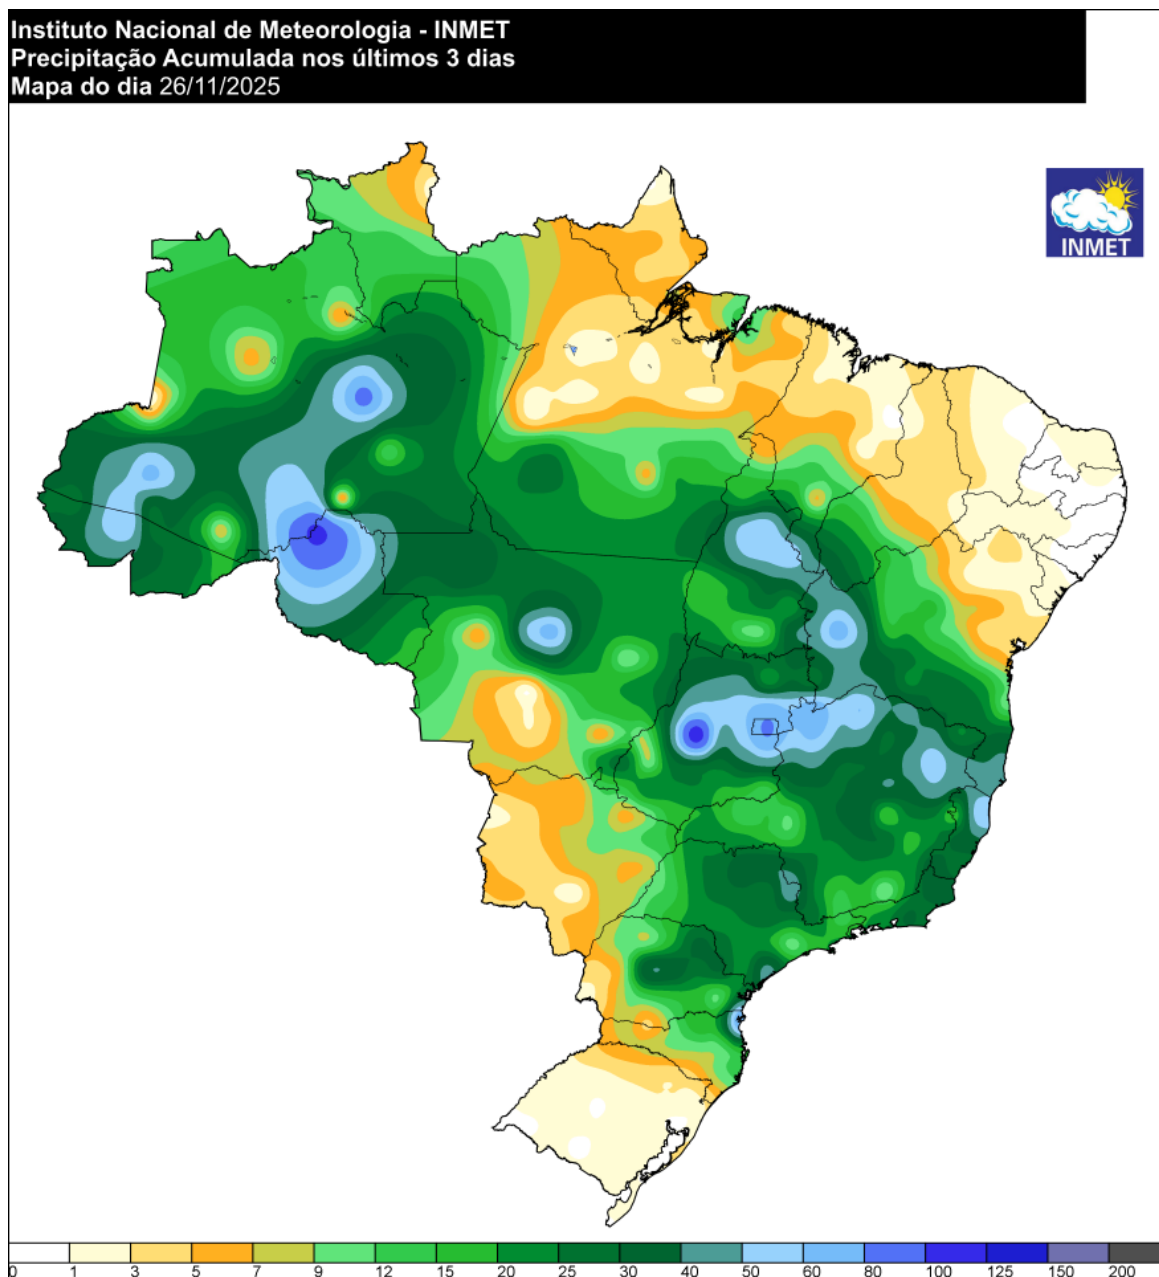 Instituto Nacional de Meteorologia - INMET
Precipitação Acumulada nos últimos 3 dias
Mapa do dia 26/11/2025
INMET
0 1 3 5 7 9 12 15 20 25 30 40 50 60 80 100 125 150 200